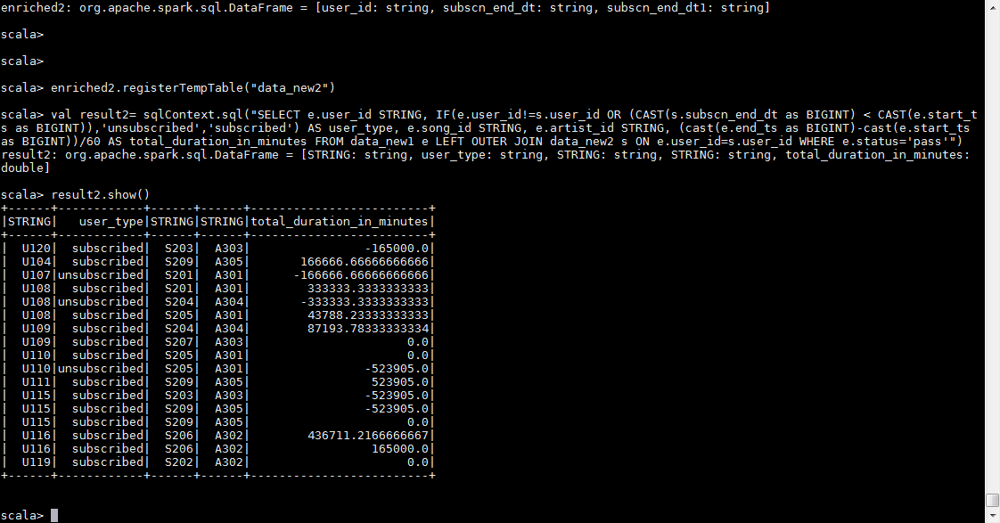 enriched2: org.apache.spark.sql.DataFrame = [user_id: string, subscn_end_dt: string, subscn_end_dt1: string]
scala>
scala>
scala> enriched2.registerTempTable("data_new2")
scala> val result2= sqlContext.sql("SELECT e.user_id STRING, IF(e.user_id!=s.user_id OR (CAST(s.subscn_end_dt as BIGINT) < CAST(e.start_t
s as BIGINT)),'unsubscribed','subscribed') AS user_type, e.song_id STRING, e.artist_id STRING, (cast(e.end_ts as BIGINT)-cast(e.start_ts
as BIGINT))/60 AS total_duration_in_minutes FROM data_new1 e LEFT OUTER JOIN data_new2 s ON e.user_id=s.user_id WHERE e.status='pass'")
result2: org.apache.spark.sql.DataFrame = [STRING: string, user_type: string, STRING: string, STRING: string, total_duration_in_minutes:
double]
scala> result2.show()
+------+------------+------+------+-------------------------+
|STRING|   user_type|STRING|STRING|total_duration_in_minutes|
+------+------------+------+------+-------------------------+
|  U120|  subscribed|  S203|  A303|                -165000.0|
|  U104|  subscribed|  S209|  A305|       166666.66666666666|
|  U107|unsubscribed|  S201|  A301|      -166666.66666666666|
|  U108|  subscribed|  S201|  A301|        333333.3333333333|
|  U108|unsubscribed|  S204|  A304|       -333333.3333333333|
|  U108|  subscribed|  S205|  A301|        43788.23333333333|
|  U109|  subscribed|  S204|  A304|        87193.78333333334|
|  U109|  subscribed|  S207|  A303|                      0.0|
|  U110|  subscribed|  S205|  A301|                      0.0|
|  U110|unsubscribed|  S205|  A301|                -523905.0|
|  U111|  subscribed|  S209|  A305|                 523905.0|
|  U115|  subscribed|  S203|  A303|                -523905.0|
|  U115|  subscribed|  S209|  A305|                -523905.0|
|  U115|  subscribed|  S209|  A305|                      0.0|
|  U116|  subscribed|  S206|  A302|        436711.2166666667|
|  U116|  subscribed|  S206|  A302|                 165000.0|
|  U119|  subscribed|  S202|  A302|                      0.0|
+------+------------+------+------+-------------------------+
scala>